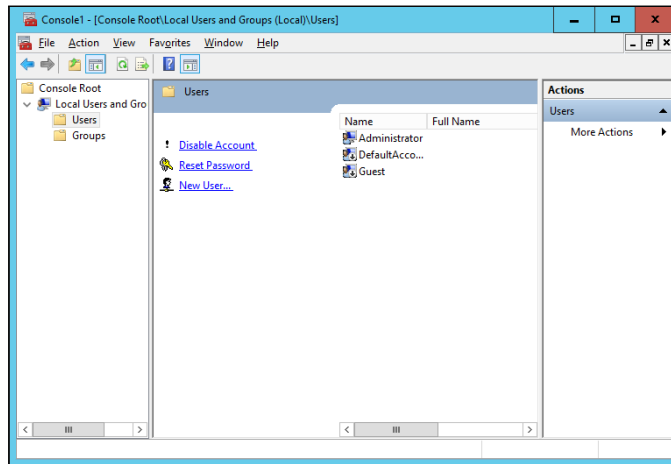 Console1 - [Console Root\Local Users and Groups (Local)\Users]
File Action View Favorites Window Help
Console Root
Local Users and Gro
Users
Groups
Users
Disable Account
Reset Password
New User...
Name Full Name
Administrator
DefaultAcco...
Guest
Actions
Users
More Actions